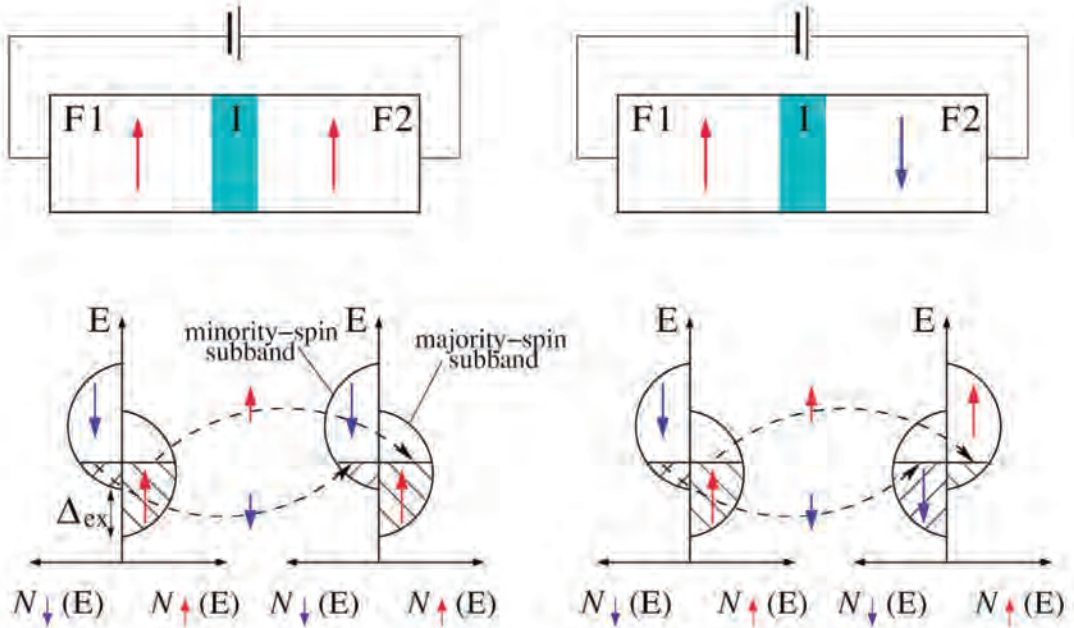 F1 I F2
F1 I F2
E
minority–spin
subband
E
majority–spin
subband
E
E
Δex
N↓(E) N↑(E) N↓(E) N↑(E)
N↓(E) N↑(E) N↓(E) N↑(E)